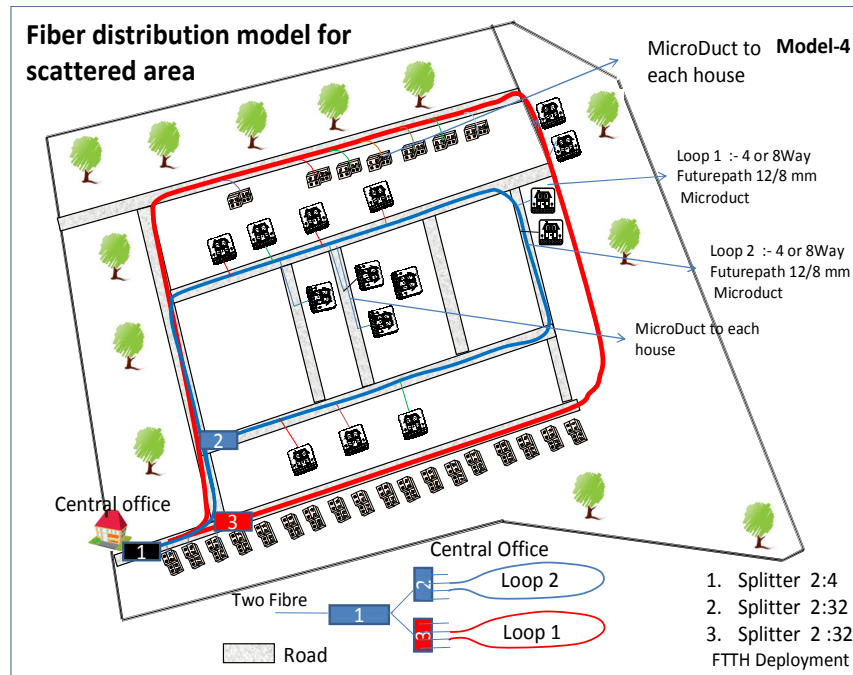 Fiber distribution model for
scattered area
MicroDuct to
each house
Model-4
Loop 1 :- 4 or 8Way
Futurepath 12/8 mm
Microduct
Loop 2 :- 4 or 8Way
Futurepath 12/8 mm
Microduct
MicroDuct to each
house
2
Central office
3
1
Central Office
Two Fibre
1
2
Loop 2
3
Loop 1
Road
1. Splitter 2:4
2. Splitter 2:32
3. Splitter 2 :32
FTTH Deployment